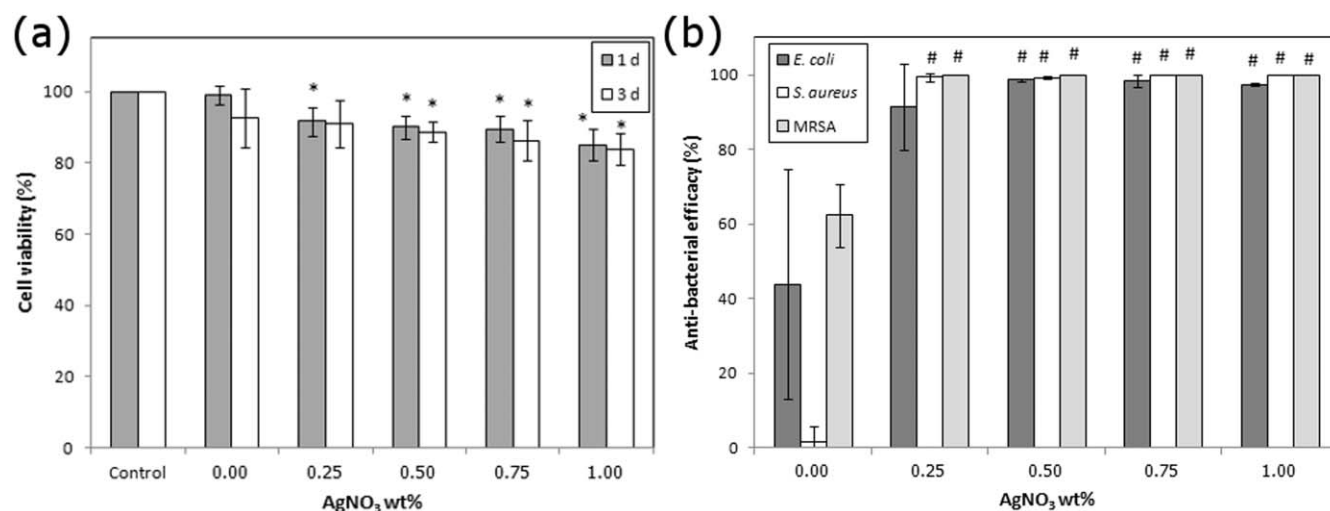 (a)
Cell viability (%)
100
80
60
40
20
0
1 d
3 d
*
* *
* *
* *
Control 0.00 0.25 0.50 0.75 1.00
AgNO₃ wt%
(b)
Anti-bacterial efficacy (%)
100
80
60
40
20
0
E. coli
S. aureus
MRSA
# #
# # #
# # #
# # #
0.00 0.25 0.50 0.75 1.00
AgNO₃ wt%